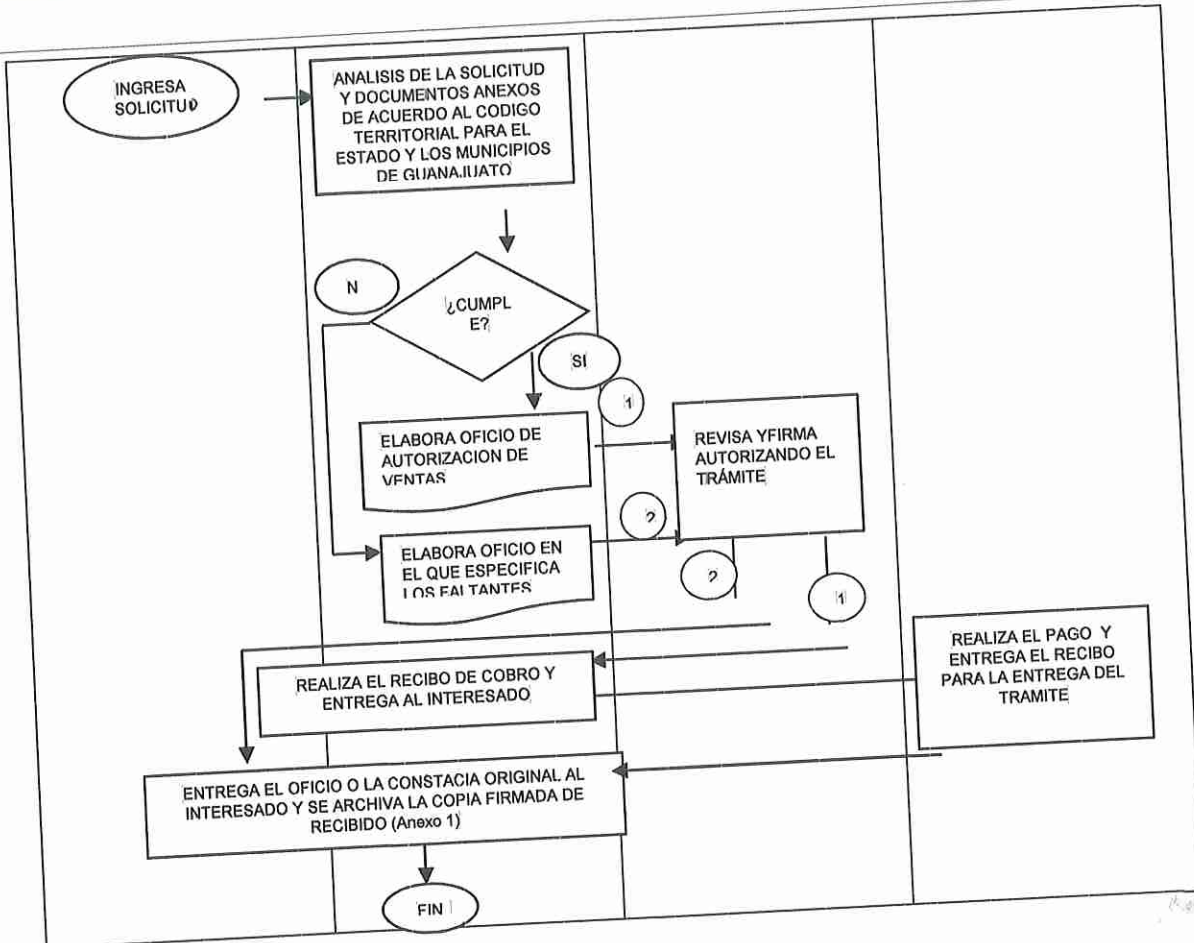 INGRESA
SOLICITUD
ANALISIS DE LA SOLICITUD
Y DOCUMENTOS ANEXOS
DE ACUERDO AL CODIGO
TERRITORIAL PARA EL
ESTADO Y LOS MUNICIPIOS
DE GUANAJUATO
N
¿CUMPL
E?
SI
1
ELABORA OFICIO DE
AUTORIZACION DE
VENTAS
REVISA YFIRMA
AUTORIZANDO EL
TRÁMITE
2
ELABORA OFICIO EN
EL QUE ESPECIFICA
LOS FALTANTES
2
1
REALIZA EL RECIBO DE COBRO Y
ENTREGA AL INTERESADO
REALIZA EL PAGO Y
ENTREGA EL RECIBO
PARA LA ENTREGA DEL
TRAMITE
ENTREGA EL OFICIO O LA CONSTACIA ORIGINAL AL
INTERESADO Y SE ARCHIVA LA COPIA FIRMADA DE
RECIBIDO (Anexo 1)
FIN